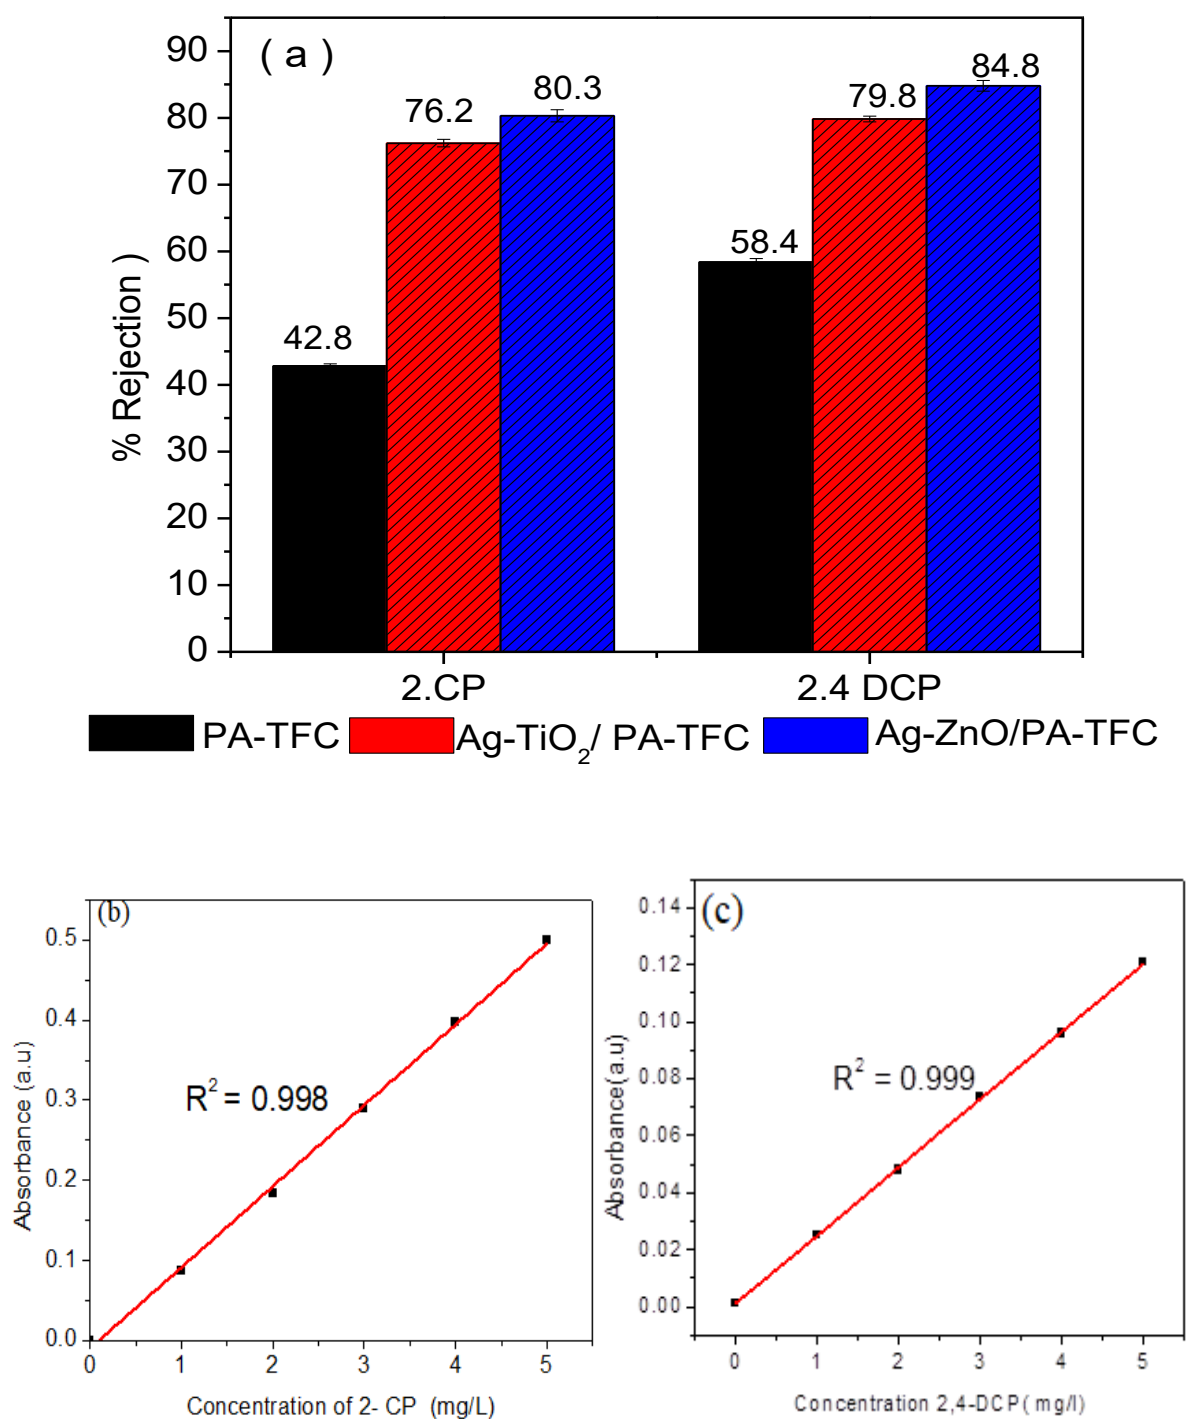 ( a )
% Rejection )
90
80
70
60
50
40
30
20
10
0
42.8
76.2
80.3
58.4
79.8
84.8
2.CP
2.4 DCP
PA-TFC
Ag-TiO₂/ PA-TFC
Ag-ZnO/PA-TFC
(b)
Absorbance (a.u)
0.5
0.4
0.3
0.2
0.1
0.0
R² = 0.998
0 1 2 3 4 5
Concentration of 2- CP (mg/L)
(c)
Absorbance(a.u)
0.14
0.12
0.10
0.08
0.06
0.04
0.02
0.00
R² = 0.999
0 1 2 3 4 5
Concentration 2,4-DCP( mg/l)